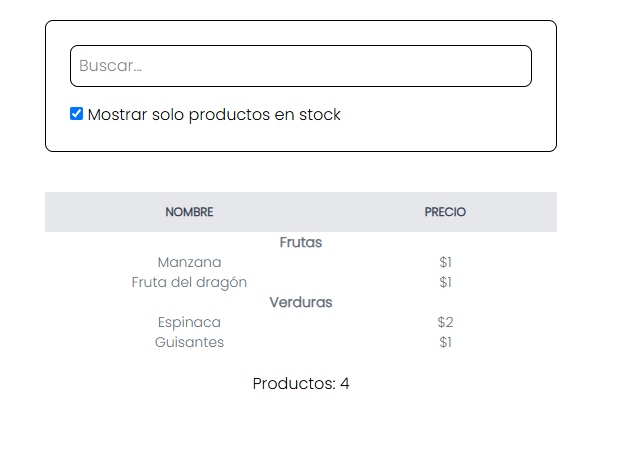 Buscar...
Mostrar solo productos en stock
NOMBRE PRECIO
Frutas
Manzana $1
Fruta del dragón $1
Verduras
Espinaca $2
Guisantes $1
Productos: 4